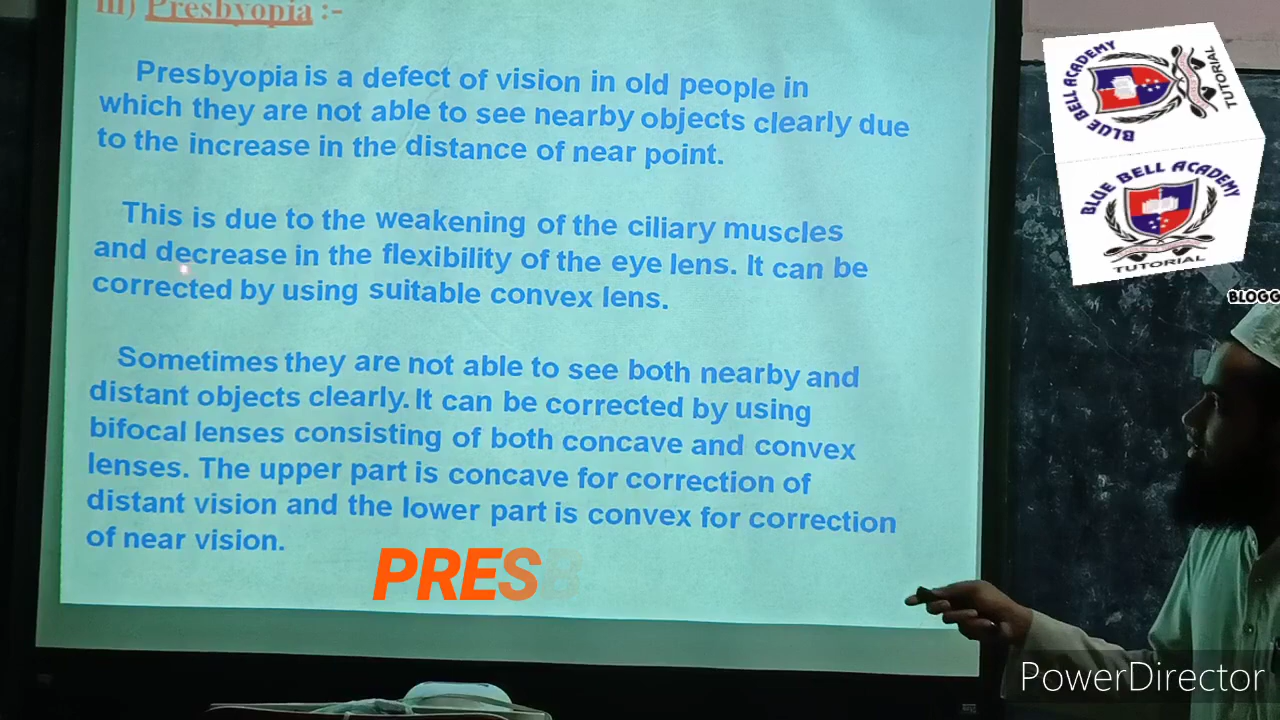 iii) Presbyopia :-
Presbyopia is a defect of vision in old people in
which they are not able to see nearby objects clearly due
to the increase in the distance of near point.
This is due to the weakening of the ciliary muscles
and decrease in the flexibility of the eye lens. It can be
corrected by using suitable convex lens.
Sometimes they are not able to see both nearby and
distant objects clearly. It can be corrected by using
bifocal lenses consisting of both concave and convex
lenses. The upper part is concave for correction of
distant vision and the lower part is convex for correction
of near vision.
PRESB
BLUE BELL ACADEMY
TUTORIAL
BLUE BELL ACADEMY
TUTORIAL
BLOGG
PowerDirector